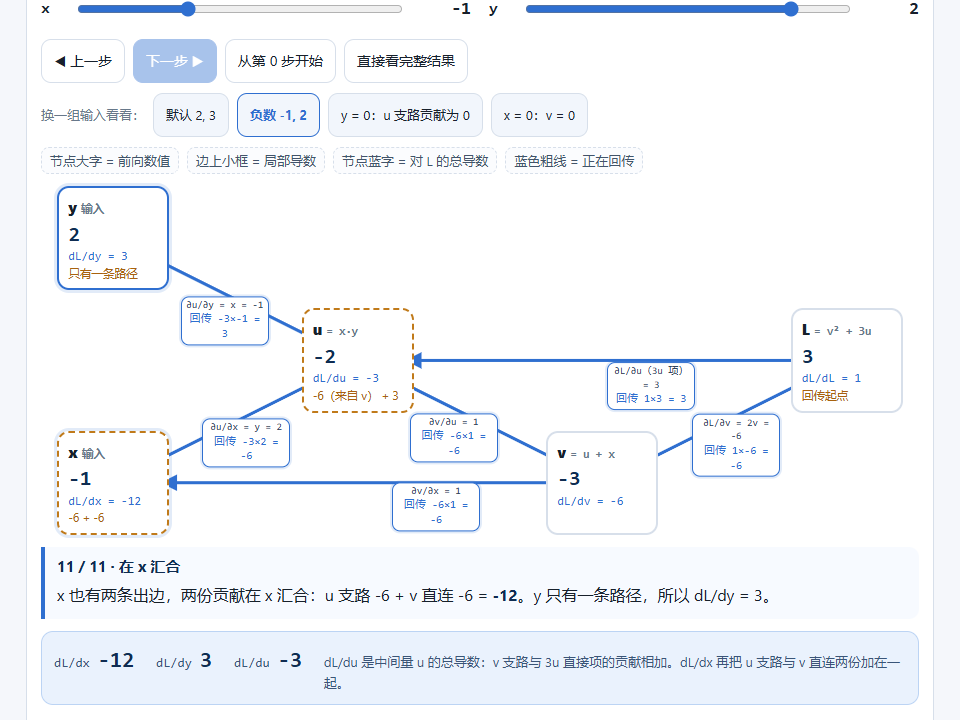 x -1 y 2
◀ 上一步 下一步 ▶ 从第 0 步开始 直接看完整结果
换一组输入看看： 默认 2, 3 负数 -1, 2 y = 0：u 支路贡献为 0 x = 0：v = 0
节点大字 = 前向数值 边上小框 = 局部导数 节点蓝字 = 对 L 的总导数 蓝色粗线 = 正在回传
y 输入
2
dL/dy = 3
只有一条路径
∂u/∂y = x = -1
回传 -3×-1 =
3
u = x·y
-2
dL/du = -3
-6（来自 v） + 3
L = v² + 3u
3
dL/dL = 1
回传起点
∂L/∂u（3u 项）
= 3
回传 1×3 = 3
∂u/∂x = y = 2
回传 -3×2 =
-6
∂v/∂u = 1
回传 -6×1 =
-6
∂L/∂v = 2v =
-6
回传 1×-6 =
-6
x 输入
-1
dL/dx = -12
-6 + -6
v = u + x
-3
dL/dv = -6
∂v/∂x = 1
回传 -6×1 =
-6
11 / 11 · 在 x 汇合
x 也有两条出边，两份贡献在 x 汇合：u 支路 -6 + v 直连 -6 = -12。y 只有一条路径，所以 dL/dy = 3。
dL/dx -12 dL/dy 3 dL/du -3 dL/du 是中间量 u 的总导数：v 支路与 3u 直接项的贡献相加。dL/dx 再把 u 支路与 v 直连两份加在一
起。